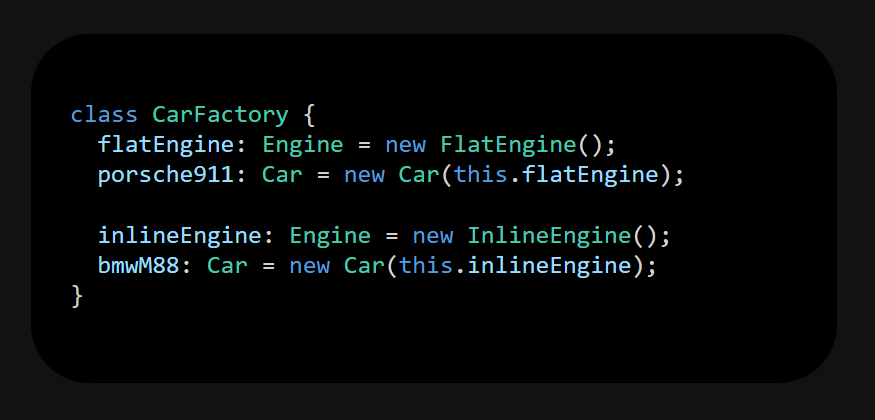 class CarFactory {
  flatEngine: Engine = new FlatEngine();
  porsche911: Car = new Car(this.flatEngine);

  inlineEngine: Engine = new InlineEngine();
  bmwM88: Car = new Car(this.inlineEngine);
}